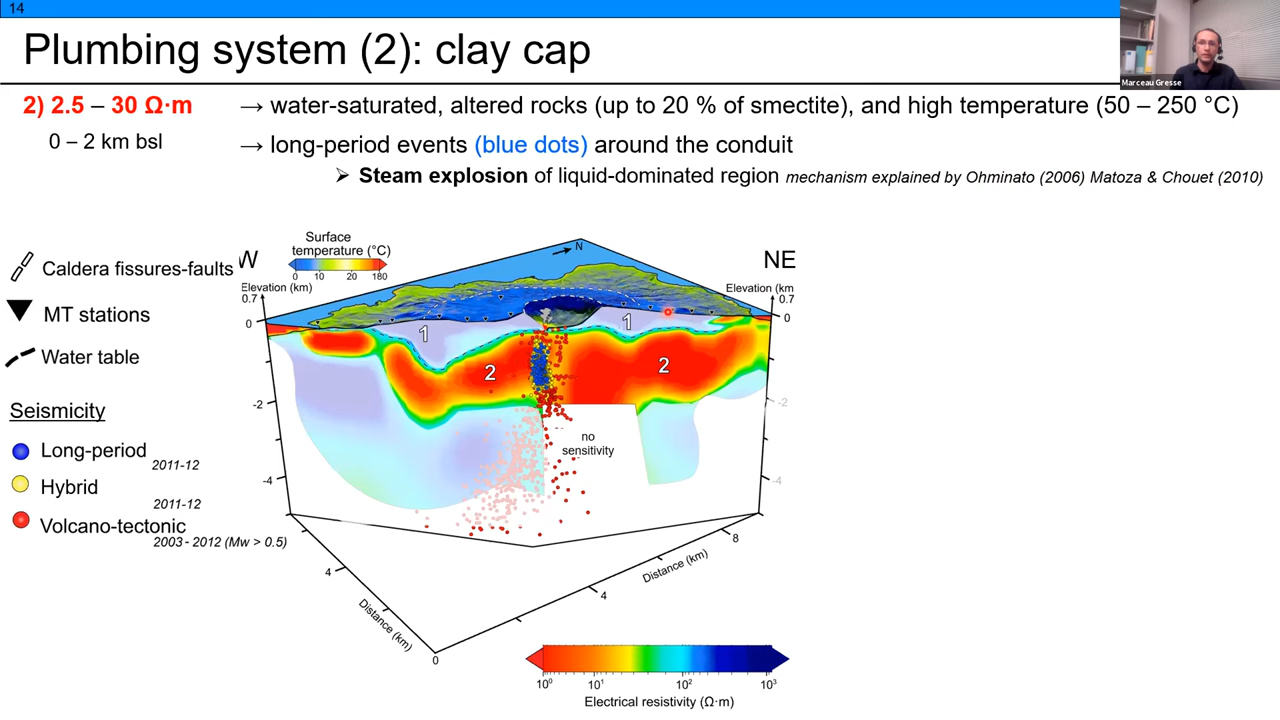 14
Plumbing system (2): clay cap
Marceau Gresse
2) 2.5 – 30 Ω·m → water-saturated, altered rocks (up to 20 % of smectite), and high temperature (50 – 250 °C)
0 – 2 km bsl → long-period events (blue dots) around the conduit
➢ Steam explosion of liquid-dominated region mechanism explained by Ohminato (2006) Matoza & Chouet (2010)
Surface
temperature (°C)
0 10 20 180
N
W
NE
Elevation (km)
0.7
0
-2
-4
Elevation (km)
0.7
0
-2
-4
1
1
2
2
no
sensitivity
Caldera fissures-faults
MT stations
Water table
Seismicity
Long-period
2011-12
Hybrid
2011-12
Volcano-tectonic
2003 - 2012 (Mw > 0.5)
4
Distance (km)
0
4
8
Distance (km)
10⁰ 10¹ 10² 10³
Electrical resistivity (Ω·m)